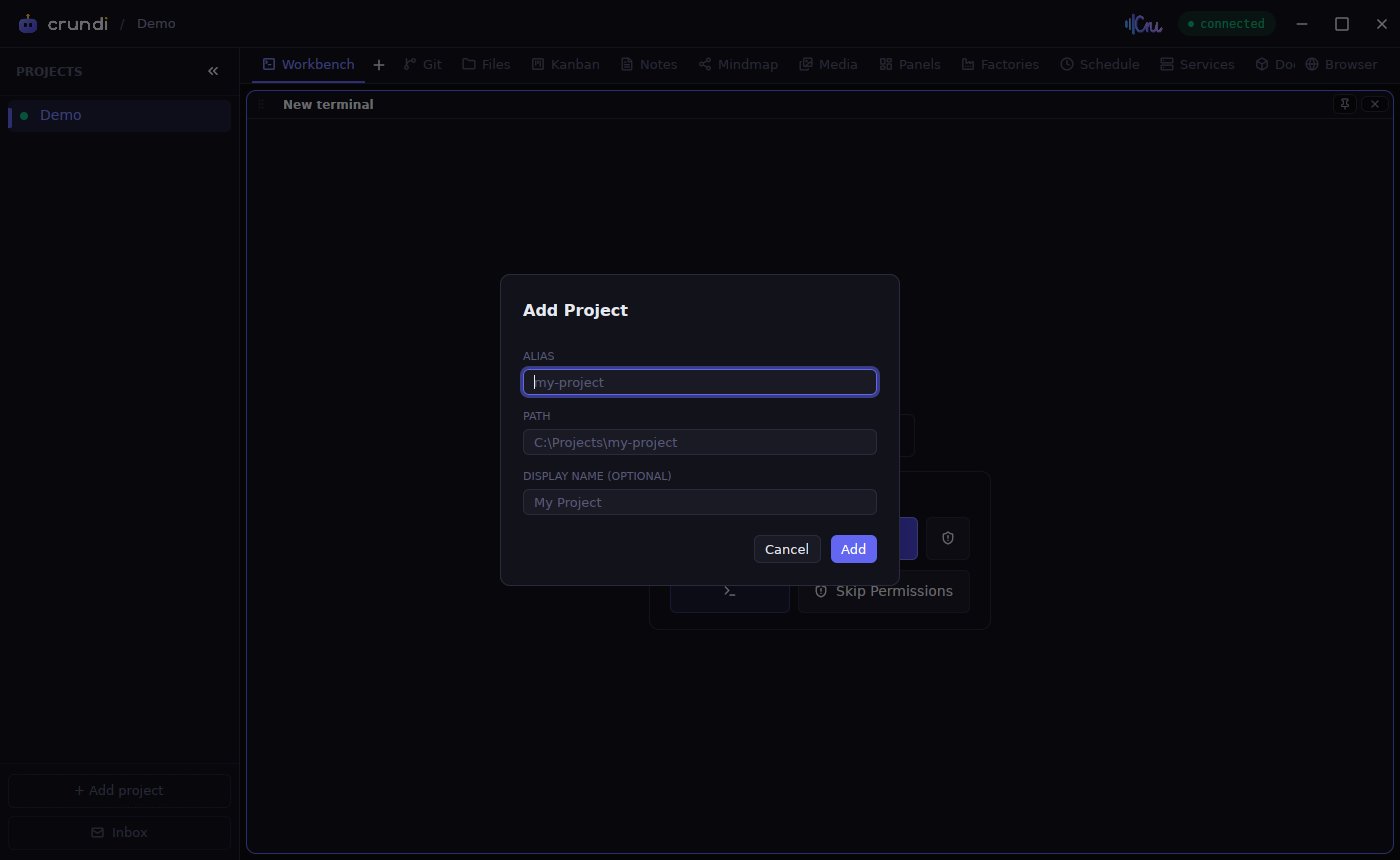 crundi / Demo
Cru
connected
PROJECTS
Workbench
Git
Files
Kanban
Notes
Mindmap
Media
Panels
Factories
Schedule
Services
Browser
Demo
New terminal
Add Project
ALIAS
my-project
PATH
C:\Projects\my-project
DISPLAY NAME (OPTIONAL)
My Project
Cancel
Add
Skip Permissions
+ Add project
Inbox